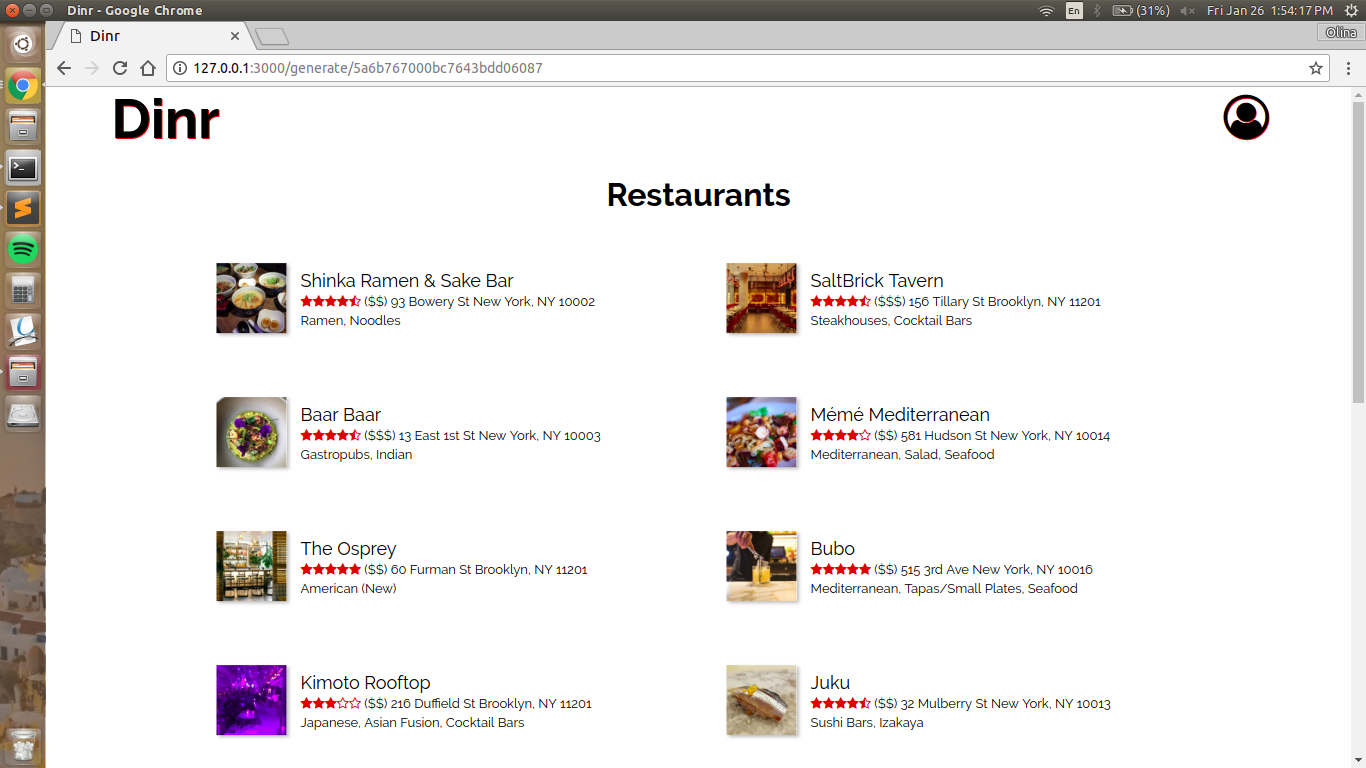 Dinr - Google Chrome
En
(31%)
Fri Jan 26 1:54:17 PM
Dinr
Olina
127.0.0.1:3000/generate/5a6b767000bc7643bdd06087
Dinr
Restaurants
Shinka Ramen & Sake Bar
($$) 93 Bowery St New York, NY 10002
Ramen, Noodles
SaltBrick Tavern
($$$) 156 Tillary St Brooklyn, NY 11201
Steakhouses, Cocktail Bars
Baar Baar
($$$) 13 East 1st St New York, NY 10003
Gastropubs, Indian
Mémé Mediterranean
($$) 581 Hudson St New York, NY 10014
Mediterranean, Salad, Seafood
The Osprey
($$) 60 Furman St Brooklyn, NY 11201
American (New)
Bubo
($$) 515 3rd Ave New York, NY 10016
Mediterranean, Tapas/Small Plates, Seafood
Kimoto Rooftop
($$) 216 Duffield St Brooklyn, NY 11201
Japanese, Asian Fusion, Cocktail Bars
Juku
($$) 32 Mulberry St New York, NY 10013
Sushi Bars, Izakaya